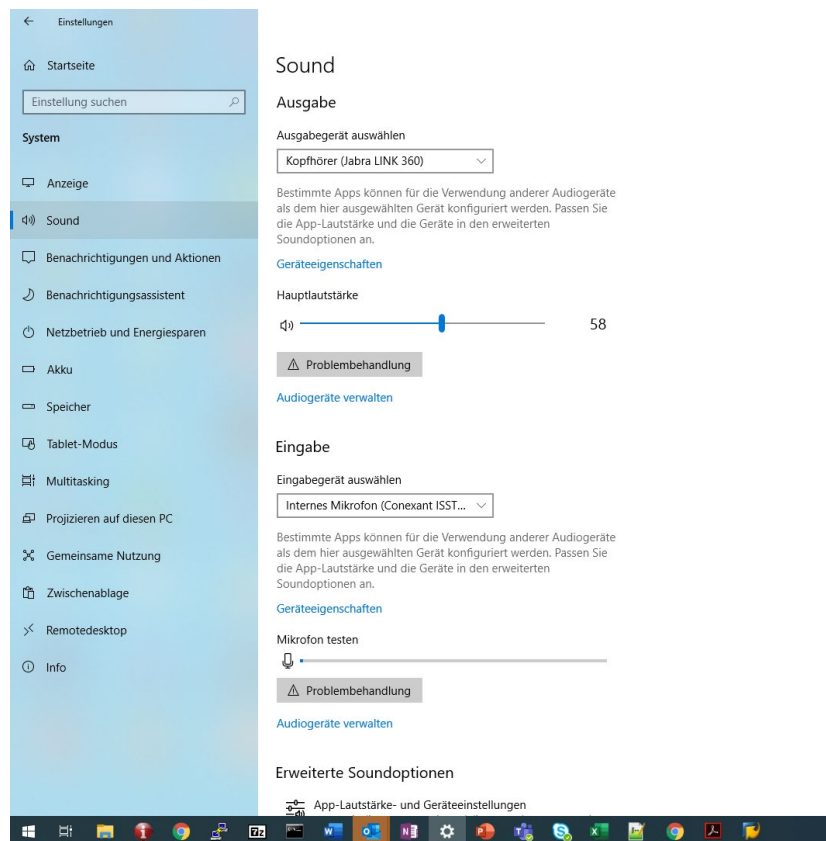 Einstellungen
Startseite
Einstellung suchen
System
Anzeige
Sound
Benachrichtigungen und Aktionen
Benachrichtigungsassistent
Netzbetrieb und Energiesparen
Akku
Speicher
Tablet-Modus
Multitasking
Projizieren auf diesen PC
Gemeinsame Nutzung
Zwischenablage
Remotedesktop
Info
Sound
Ausgabe
Ausgabegerät auswählen
Kopfhörer (Jabra LINK 360)
Bestimmte Apps können für die Verwendung anderer Audiogeräte
als dem hier ausgewählten Gerät konfiguriert werden. Passen Sie
die App-Lautstärke und die Geräte in den erweiterten
Soundoptionen an.
Geräteeigenschaften
Hauptlautstärke
58
Problembehandlung
Audiogeräte verwalten
Eingabe
Eingabegerät auswählen
Internes Mikrofon (Conexant ISST...
Bestimmte Apps können für die Verwendung anderer Audiogeräte
als dem hier ausgewählten Gerät konfiguriert werden. Passen Sie
die App-Lautstärke und die Geräte in den erweiterten
Soundoptionen an.
Geräteeigenschaften
Mikrofon testen
Problembehandlung
Audiogeräte verwalten
Erweiterte Soundoptionen
App-Lautstärke- und Geräteeinstellungen